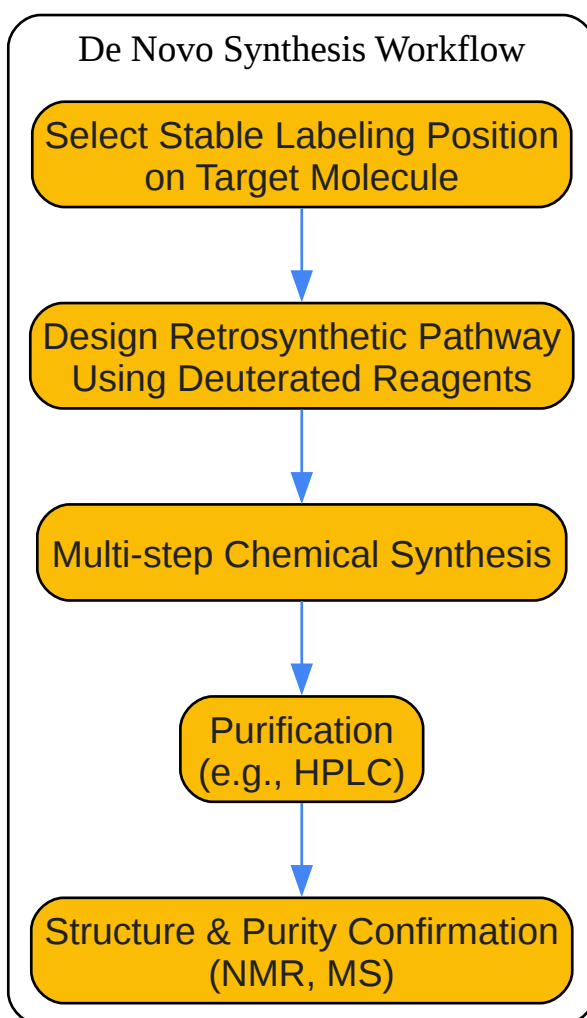 De Novo Synthesis Workflow
Select Stable Labeling Position
on Target Molecule
Design Retrosynthetic Pathway
Using Deuterated Reagents
Multi-step Chemical Synthesis
Purification
(e.g., HPLC)
Structure & Purity Confirmation
(NMR, MS)